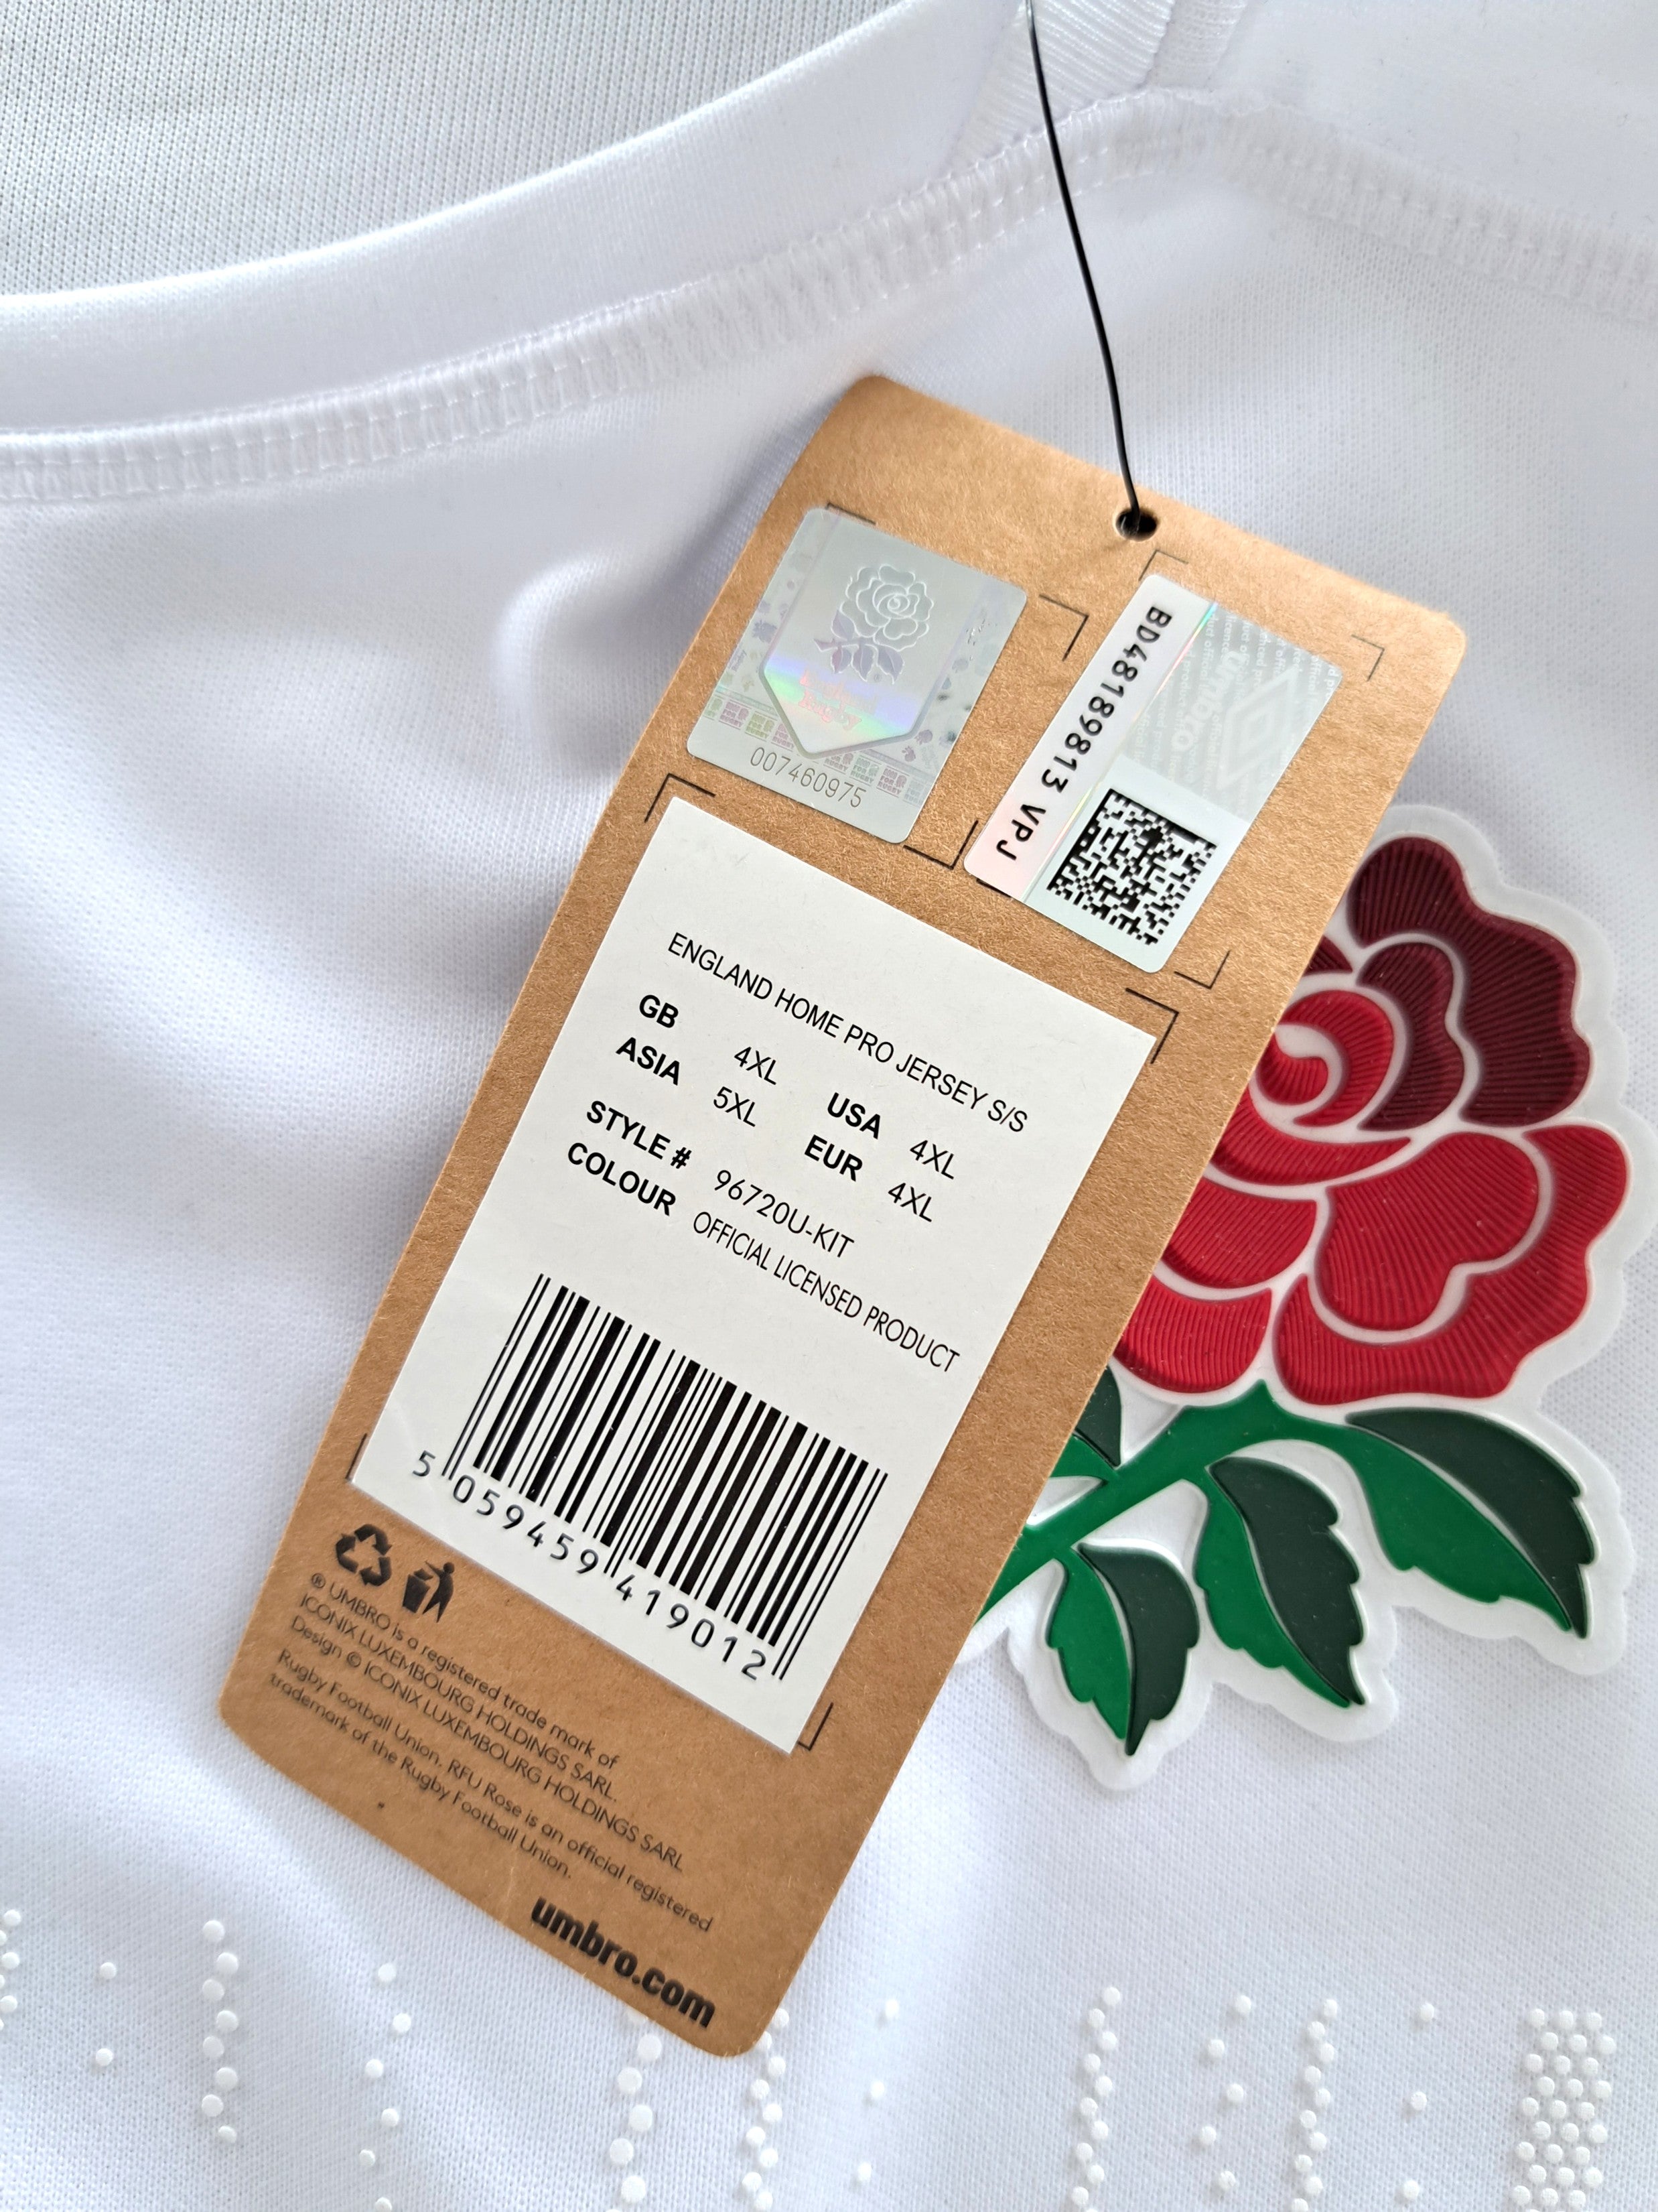 007460975
BD48189813 VPJ
umbro
ENGLAND HOME PRO JERSEY S/S
GB 4XL USA 4XL
ASIA 5XL EUR 4XL
STYLE # 96720U-KIT
COLOUR OFFICIAL LICENSED PRODUCT
5 059459 419012
® UMBRO is a registered trade mark of
ICONIX LUXEMBOURG HOLDINGS SARL.
Design © ICONIX LUXEMBOURG HOLDINGS SARL
Rugby Football Union. RFU Rose is an official registered
trademark of the Rugby Football Union.
umbro.com